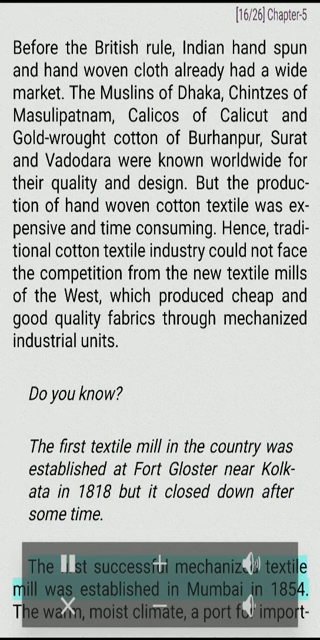 [16/26] Chapter-5
Before the British rule, Indian hand spun
and hand woven cloth already had a wide
market. The Muslins of Dhaka, Chintzes of
Masulipatnam, Calicos of Calicut and
Gold-wrought cotton of Burhanpur, Surat
and Vadodara were known worldwide for
their quality and design. But the produc-
tion of hand woven cotton textile was ex-
pensive and time consuming. Hence, tradi-
tional cotton textile industry could not face
the competition from the new textile mills
of the West, which produced cheap and
good quality fabrics through mechanized
industrial units.
Do you know?
The first textile mill in the country was
established at Fort Gloster near Kolk-
ata in 1818 but it closed down after
some time.
The first successful mechanized textile
mill was established in Mumbai in 1854.
The warm, moist climate, a port for import-